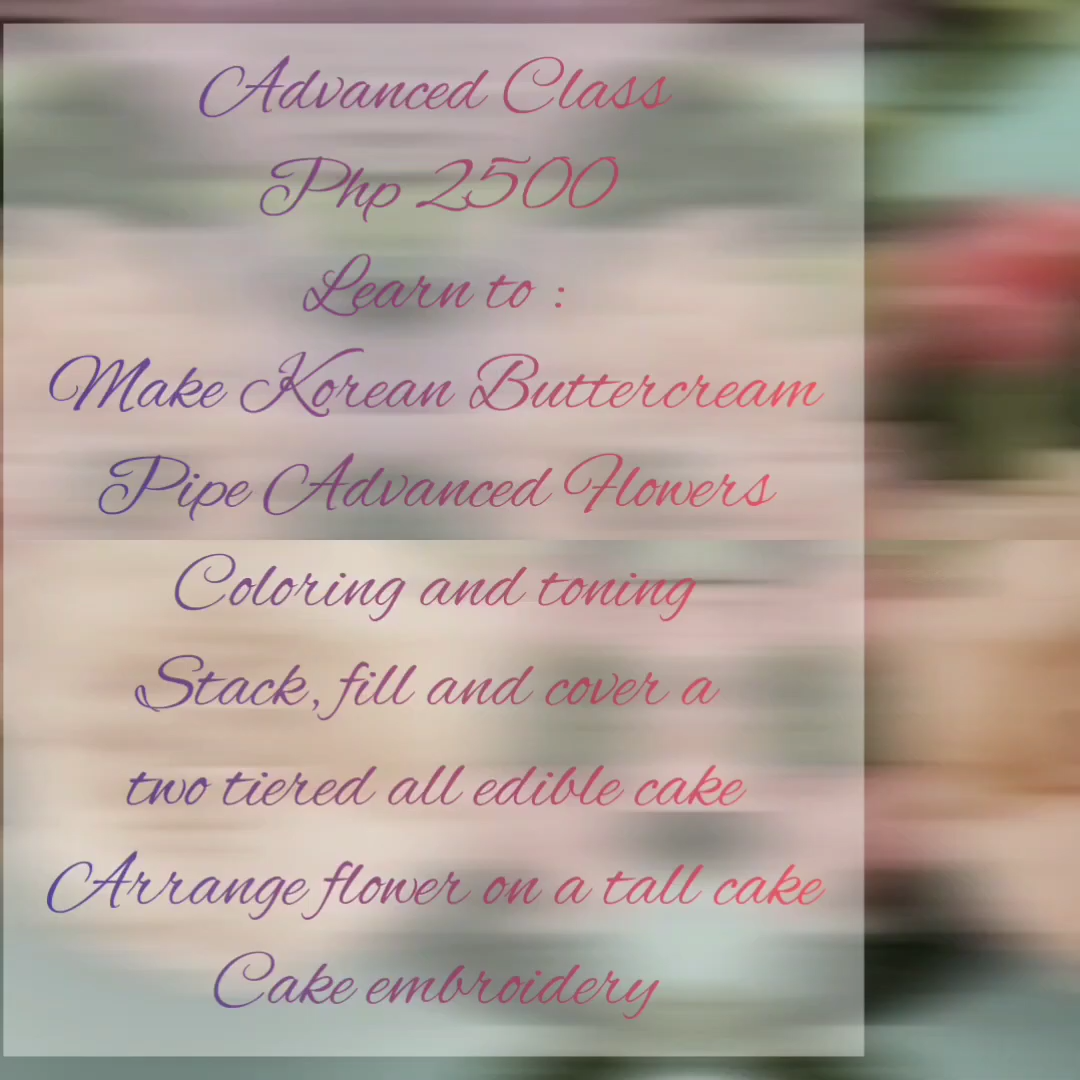 Advanced Class
Php 2500
Learn to :
Make Korean Buttercream
Pipe Advanced Flowers
Coloring and toning
Stack, fill and cover a
two tiered all edible cake
Arrange flower on a tall cake
Cake embroidery